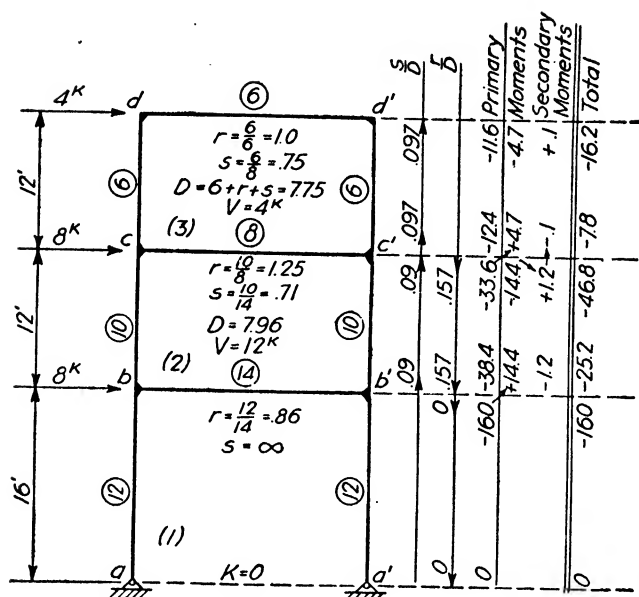 4ᴷ
d
⑥
d'
r = 6/6 = 1.0
s = 6/8 = .75
D = 6 + r + s = 7.75
V = 4ᴷ
12'
⑥
⑥
(3)
8ᴷ
c
⑧
c'
r = 10/8 = 1.25
s = 10/14 = .71
D = 7.96
V = 12ᴷ
12'
⑩
⑩
(2)
8ᴷ
b
⑭
b'
r = 12/14 = .86
s = ∞
16'
⑫
⑫
(1)
a
K = 0
a'
s/D
.097
.097
.09
.09
r/D
.157
.157
0
0
Primary Moments
-11.6
-4.7
-12.4
+4.7
-33.6
-14.4
-38.4
+14.4
-160
0
Secondary Moments
+.1
-.1
+1.2
-1.2
Total
-16.2
-7.8
-46.8
-25.2
-160
0